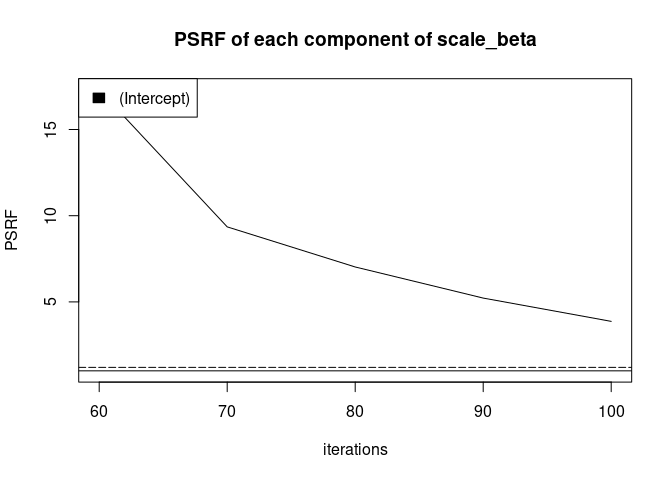 PSRF of each component of scale_beta
(Intercept)
15
10
5
PSRF
60 70 80 90 100
iterations